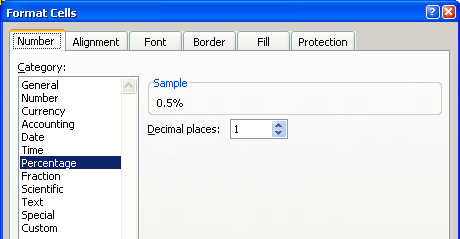 Format Cells
Number Alignment Font Border Fill Protection
Category:
General
Number
Currency
Accounting
Date
Time
Percentage
Fraction
Scientific
Text
Special
Custom
Sample
0.5%
Decimal places: 1